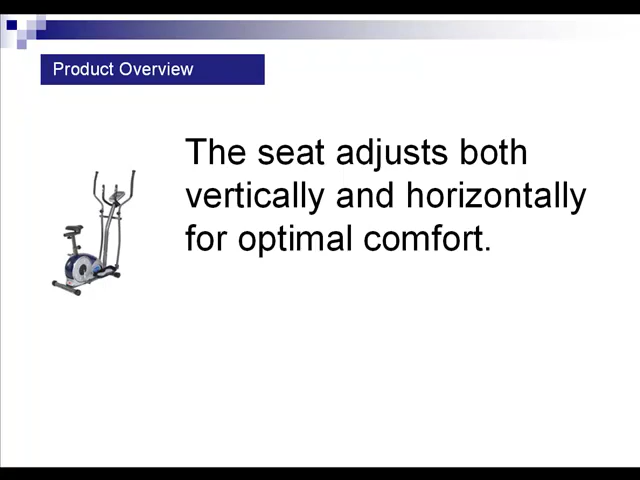 Product Overview
The seat adjusts both
vertically and horizontally
for optimal comfort.